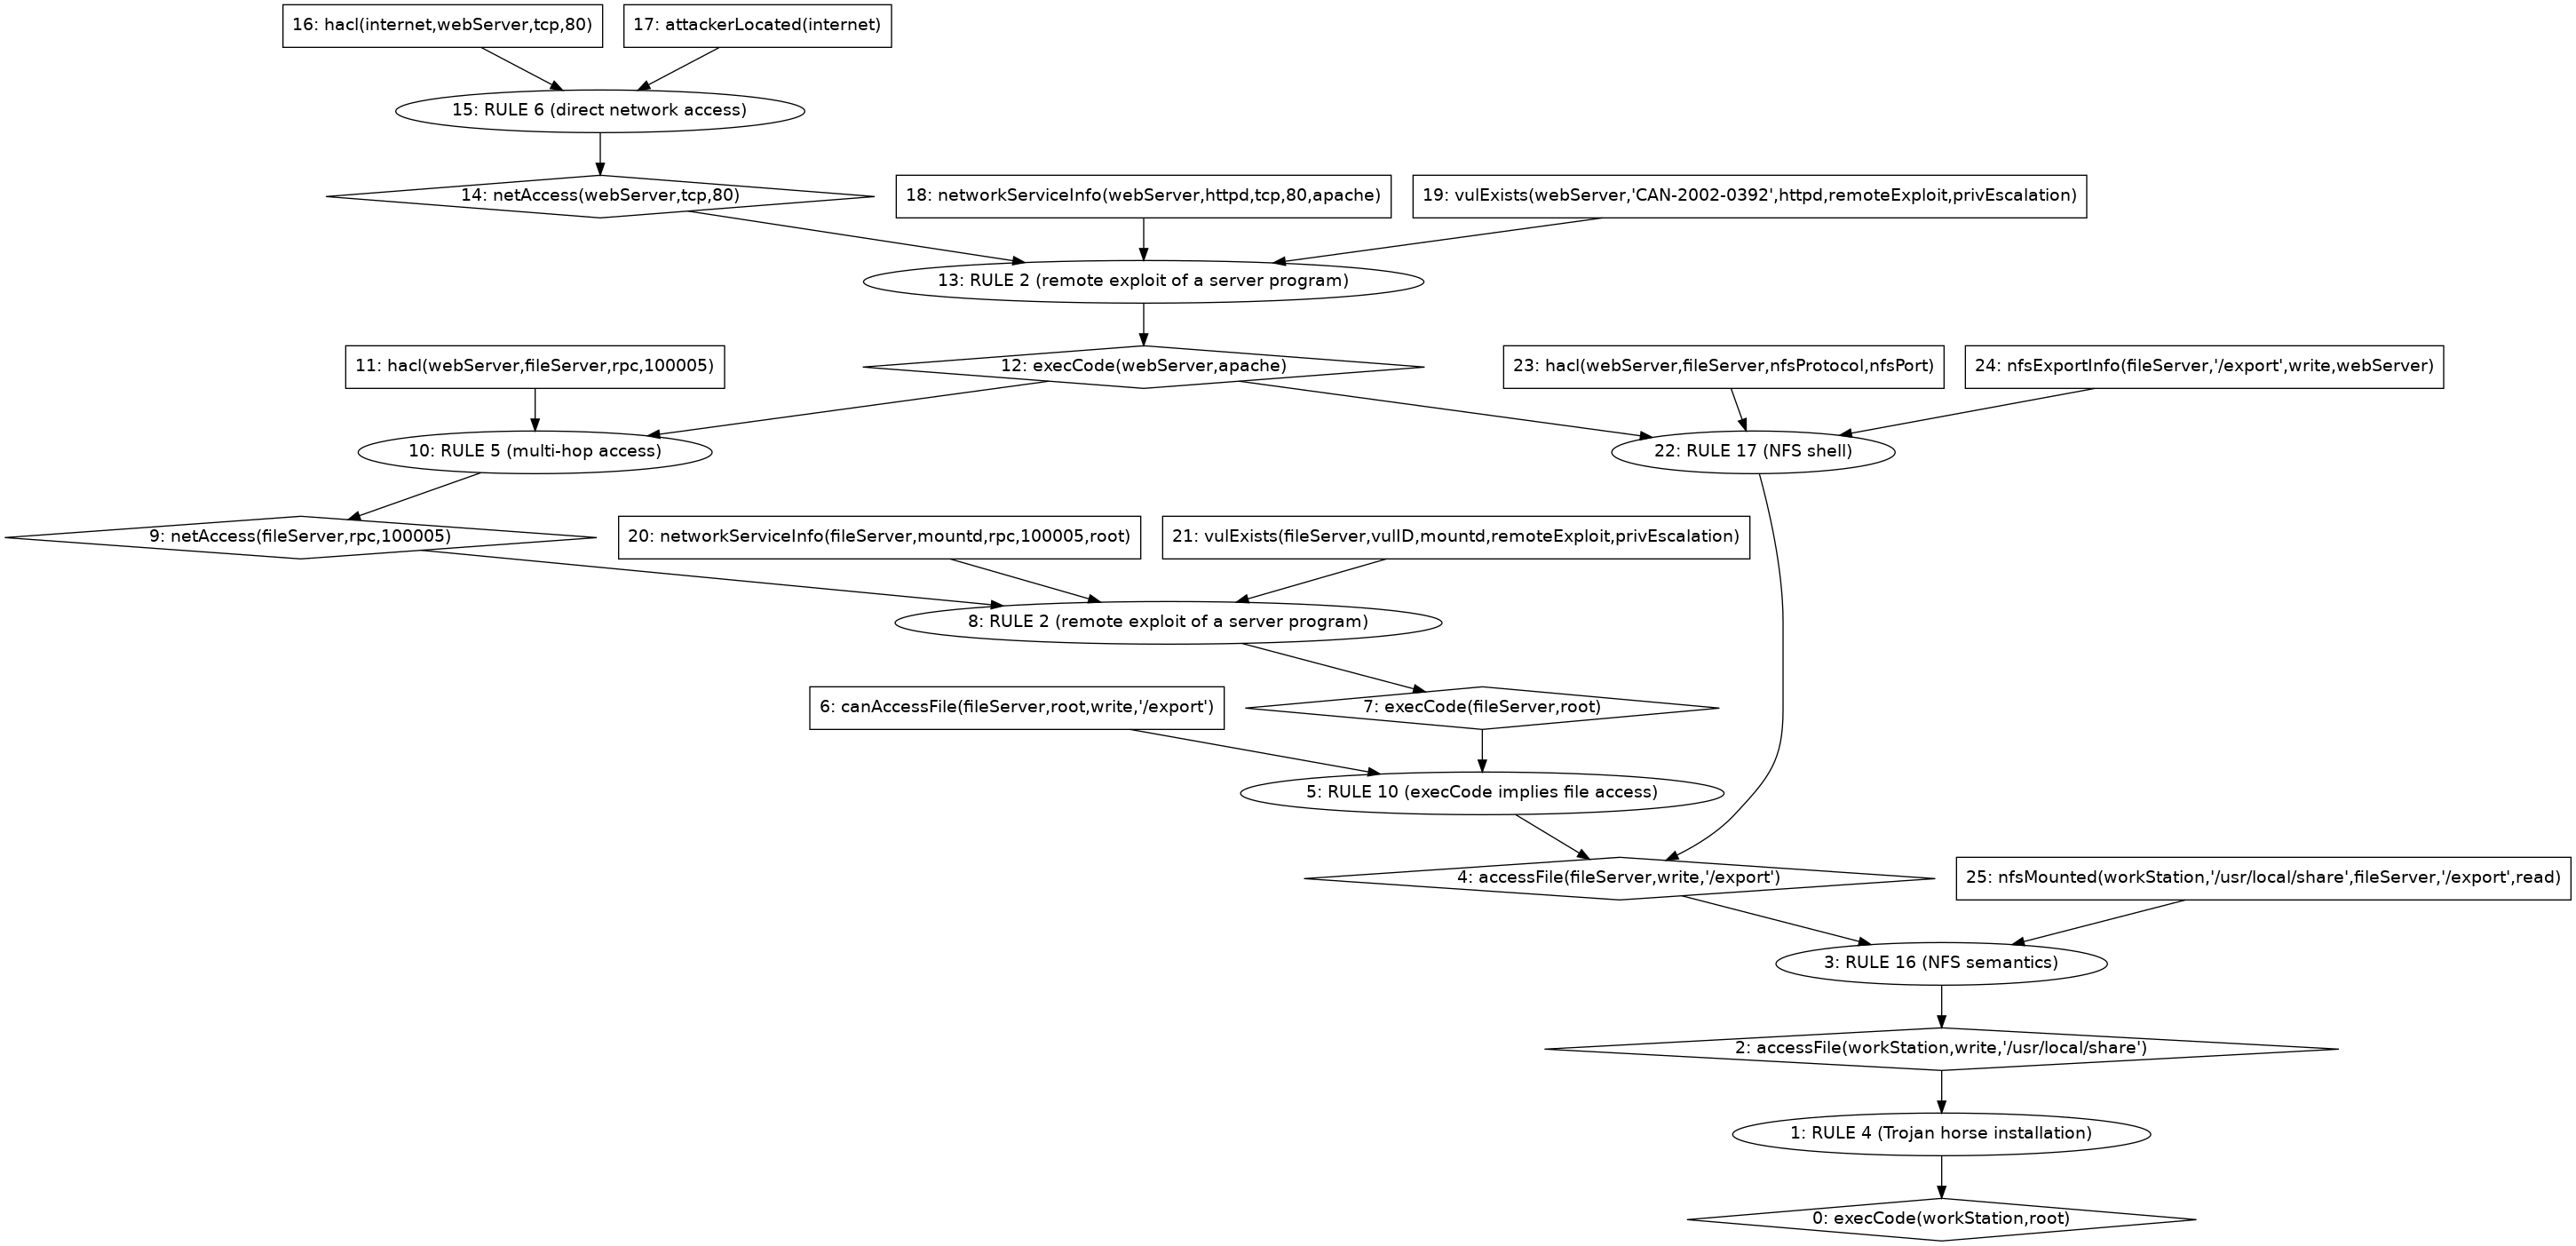 16: hacl(internet,webServer,tcp,80)
17: attackerLocated(internet)
15: RULE 6 (direct network access)
14: netAccess(webServer,tcp,80)
18: networkServiceInfo(webServer,httpd,tcp,80,apache)
19: vulExists(webServer,'CAN-2002-0392',httpd,remoteExploit,privEscalation)
13: RULE 2 (remote exploit of a server program)
11: hacl(webServer,fileServer,rpc,100005)
12: execCode(webServer,apache)
23: hacl(webServer,fileServer,nfsProtocol,nfsPort)
24: nfsExportInfo(fileServer,'/export',write,webServer)
10: RULE 5 (multi-hop access)
22: RULE 17 (NFS shell)
9: netAccess(fileServer,rpc,100005)
20: networkServiceInfo(fileServer,mountd,rpc,100005,root)
21: vulExists(fileServer,vulID,mountd,remoteExploit,privEscalation)
8: RULE 2 (remote exploit of a server program)
6: canAccessFile(fileServer,root,write,'/export')
7: execCode(fileServer,root)
5: RULE 10 (execCode implies file access)
4: accessFile(fileServer,write,'/export')
25: nfsMounted(workStation,'/usr/local/share',fileServer,'/export',read)
3: RULE 16 (NFS semantics)
2: accessFile(workStation,write,'/usr/local/share')
1: RULE 4 (Trojan horse installation)
0: execCode(workStation,root)